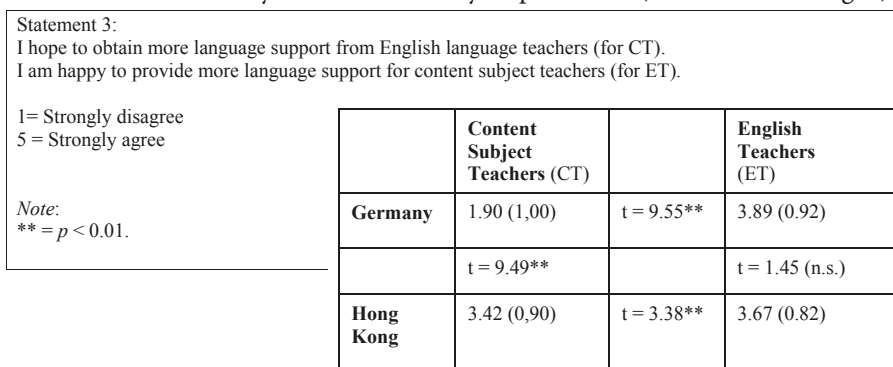 Statement 3:
I hope to obtain more language support from English language teachers (for CT).
I am happy to provide more language support for content subject teachers (for ET).
1= Strongly disagree
5 = Strongly agree
Note:
** = p < 0.01.
Content
Subject
Teachers (CT)
English
Teachers
(ET)
Germany 1.90 (1,00) t = 9.55** 3.89 (0.92)
t = 9.49** t = 1.45 (n.s.)
Hong
Kong
3.42 (0,90) t = 3.38** 3.67 (0.82)